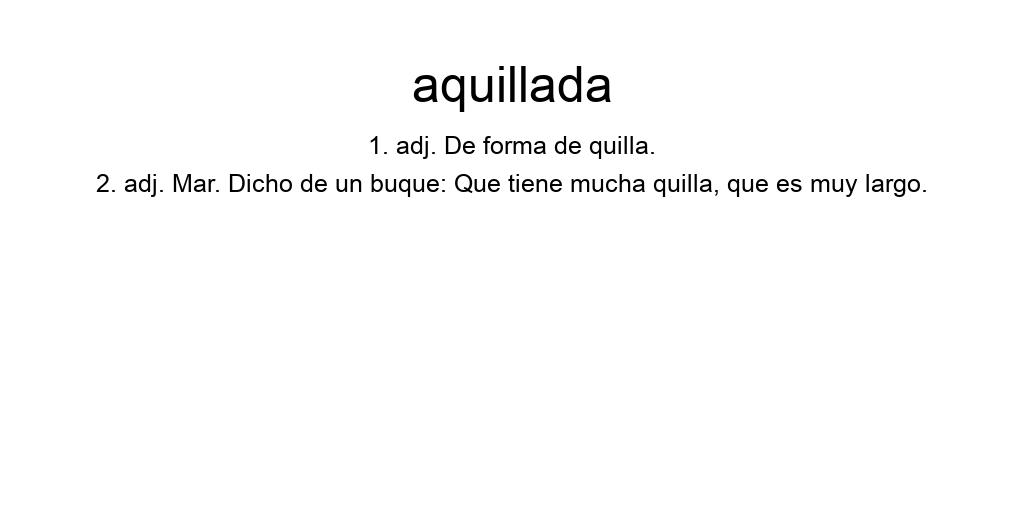 aquillada
1. adj. De forma de quilla.
2. adj. Mar. Dicho de un buque: Que tiene mucha quilla, que es muy largo.